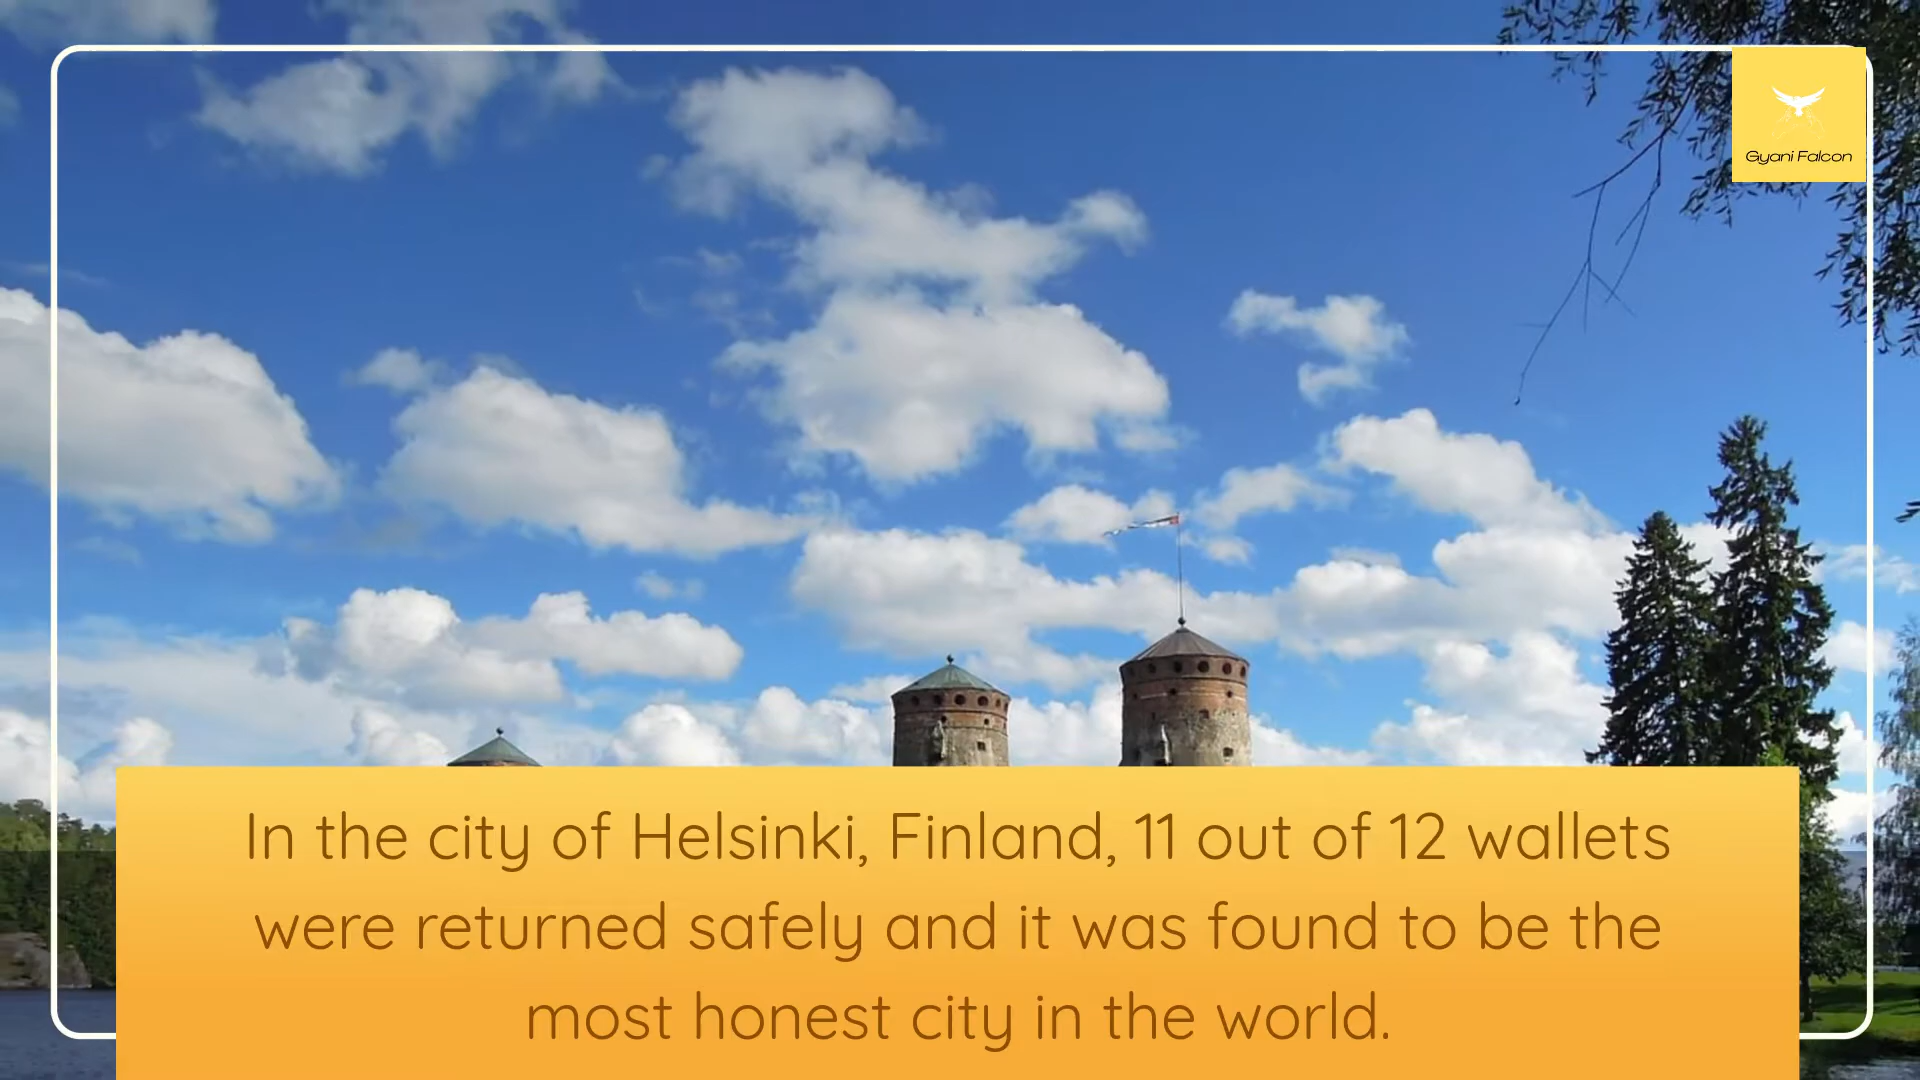 Gyani Falcon
In the city of Helsinki, Finland, 11 out of 12 wallets
were returned safely and it was found to be the
most honest city in the world.